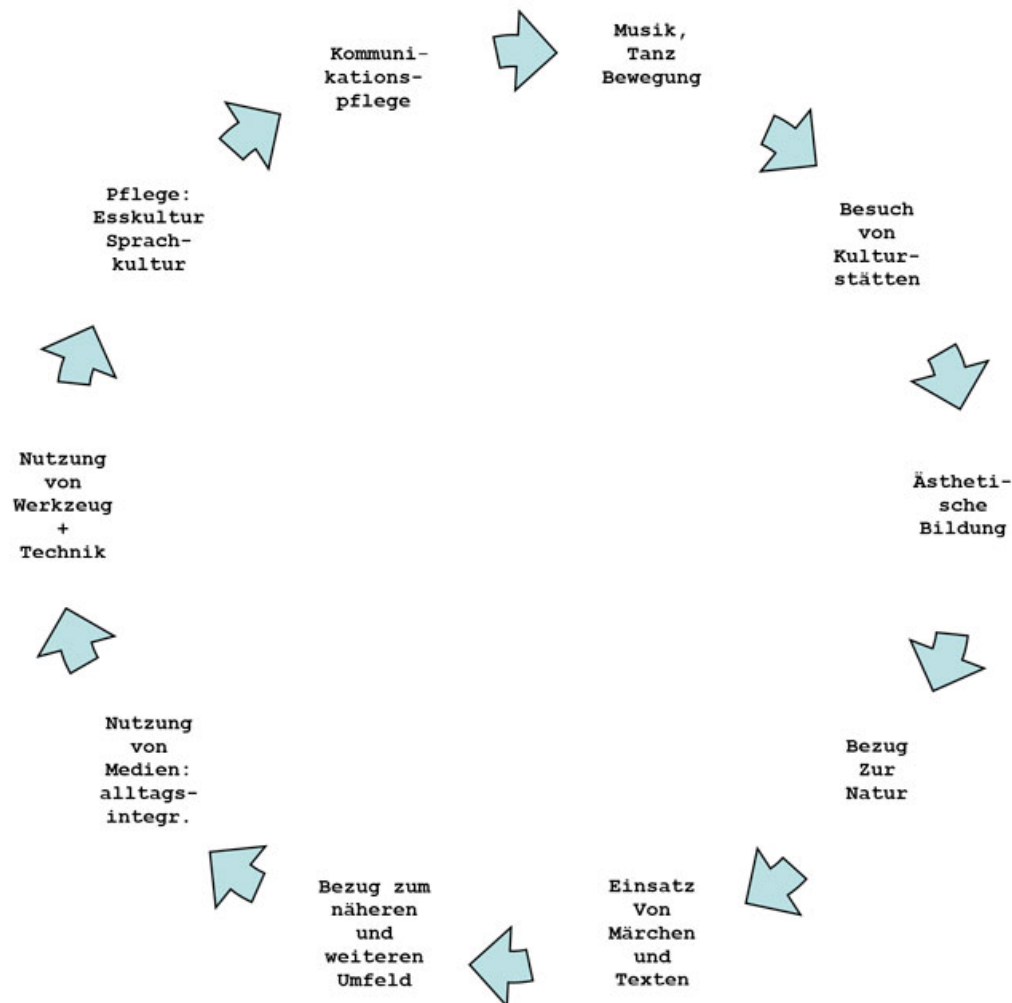 Musik,
Tanz
Bewegung
Besuch
von
Kultur-
stätten
Ästheti-
sche
Bildung
Bezug
Zur
Natur
Einsatz
Von
Märchen
und
Texten
Bezug zum
näheren
und
weiteren
Umfeld
Nutzung
von
Medien:
alltags-
integr.
Nutzung
von
Werkzeug
+
Technik
Pflege:
Esskultur
Sprach-
kultur
Kommuni-
kations-
pflege